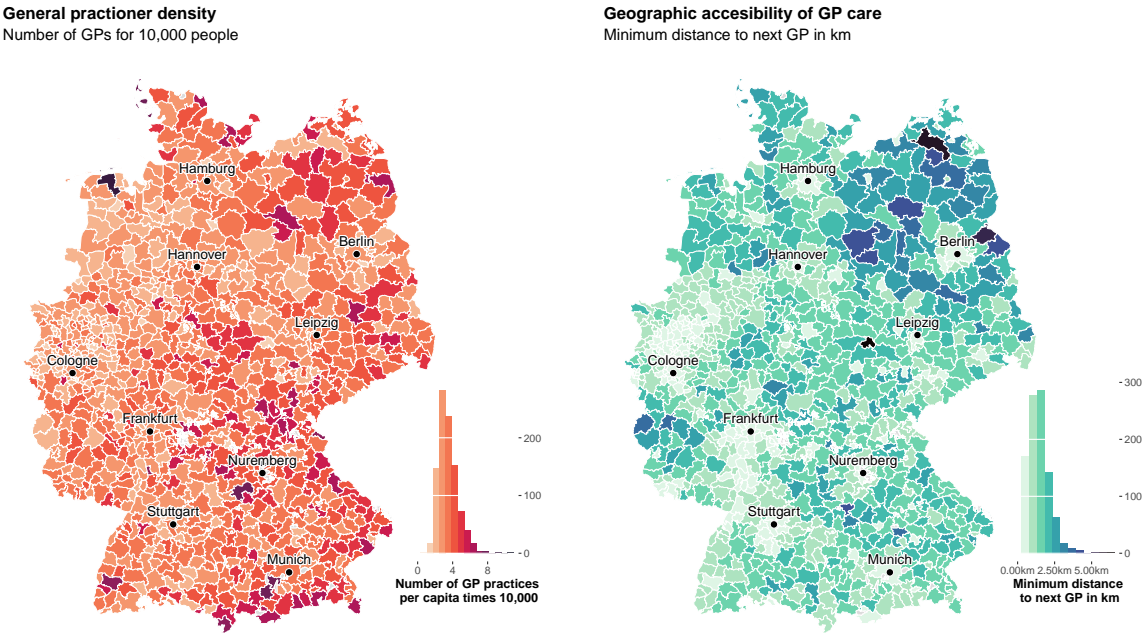 General practioner density
Number of GPs for 10,000 people
Hamburg
Berlin
Hannover
Leipzig
Cologne
Frankfurt
Nuremberg
Stuttgart
Munich
200
100
0
0 4 8
Number of GP practices
per capita times 10,000
Geographic accesibility of GP care
Minimum distance to next GP in km
Hamburg
Berlin
Hannover
Leipzig
Cologne
Frankfurt
Nuremberg
Stuttgart
Munich
300
200
100
0
0.00km 2.50km 5.00km
Minimum distance
to next GP in km